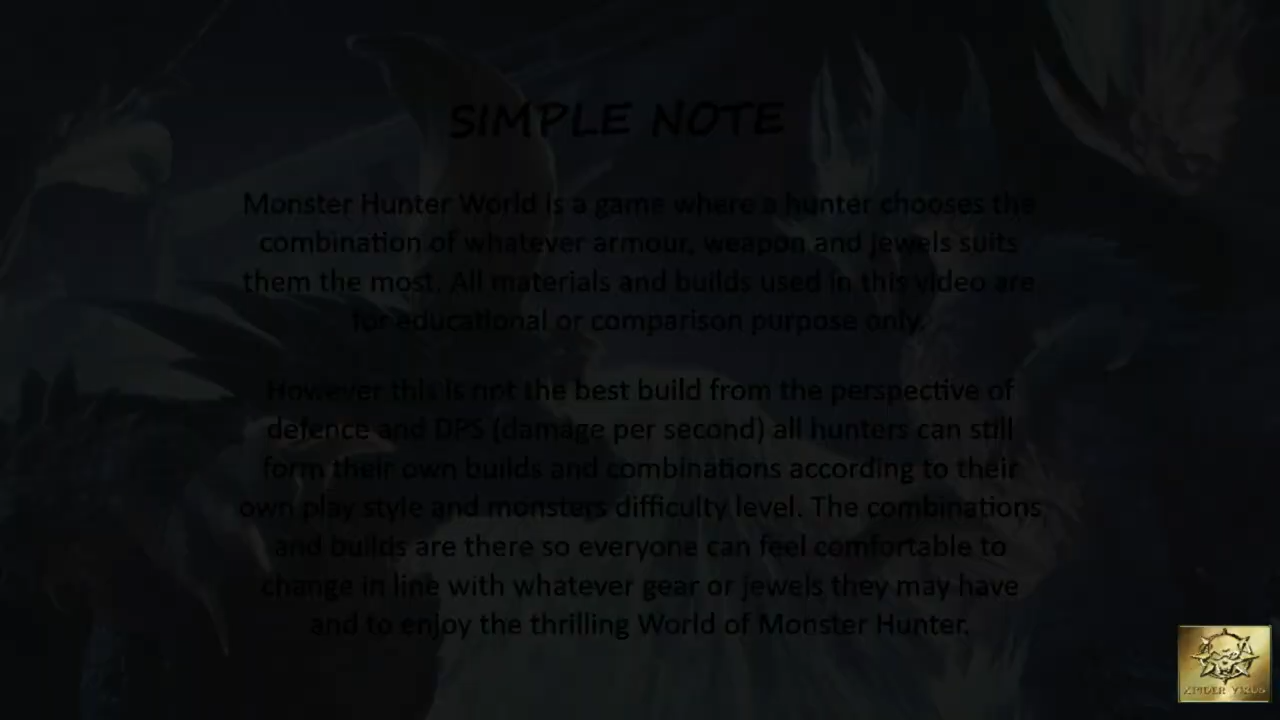 SIMPLE NOTE
Monster Hunter World is a game where a hunter chooses the
combination of whatever armour, weapon and jewels suits
them the most. All materials and builds used in this video are
for educational or comparison purpose only.
However this is not the best build from the perspective of
defence and DPS (damage per second) all hunters can still
form their own builds and combinations according to their
own play style and monsters difficulty level. The combinations
and builds are there so everyone can feel comfortable to
change in line with whatever gear or jewels they may have
and to enjoy the thrilling World of Monster Hunter.